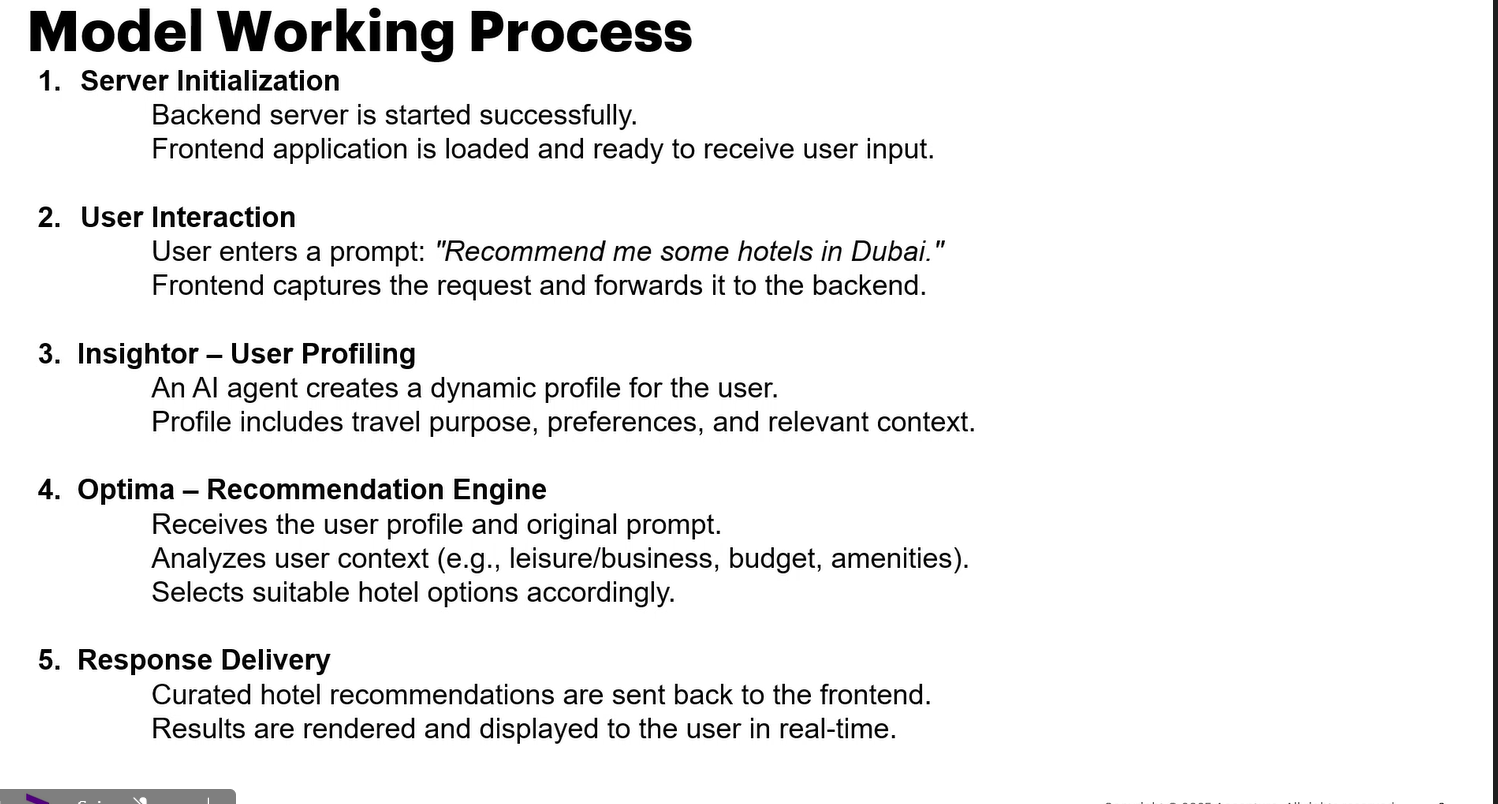 Model Working Process
1. Server Initialization
Backend server is started successfully.
Frontend application is loaded and ready to receive user input.
2. User Interaction
User enters a prompt: "Recommend me some hotels in Dubai."
Frontend captures the request and forwards it to the backend.
3. Insightor – User Profiling
An AI agent creates a dynamic profile for the user.
Profile includes travel purpose, preferences, and relevant context.
4. Optima – Recommendation Engine
Receives the user profile and original prompt.
Analyzes user context (e.g., leisure/business, budget, amenities).
Selects suitable hotel options accordingly.
5. Response Delivery
Curated hotel recommendations are sent back to the frontend.
Results are rendered and displayed to the user in real-time.